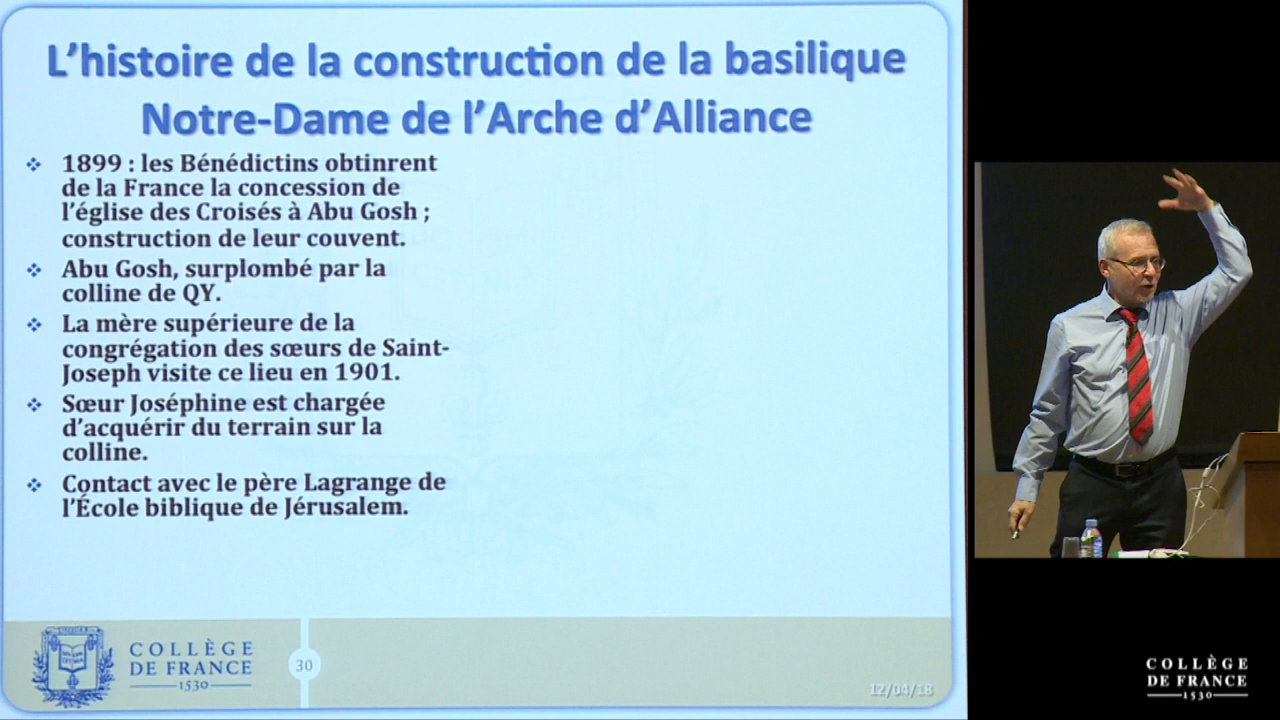 L'histoire de la construction de la basilique
Notre-Dame de l'Arche d'Alliance
❖ 1899 : les Bénédictins obtinrent
de la France la concession de
l'église des Croisés à Abu Gosh ;
construction de leur couvent.
❖ Abu Gosh, surplombé par la
colline de QY.
❖ La mère supérieure de la
congrégation des sœurs de Saint-
Joseph visite ce lieu en 1901.
❖ Sœur Joséphine est chargée
d'acquérir du terrain sur la
colline.
❖ Contact avec le père Lagrange de
l'École biblique de Jérusalem.
COLLÈGE
DE FRANCE
1530
30
12/04/18
COLLÈGE
DE FRANCE
1530